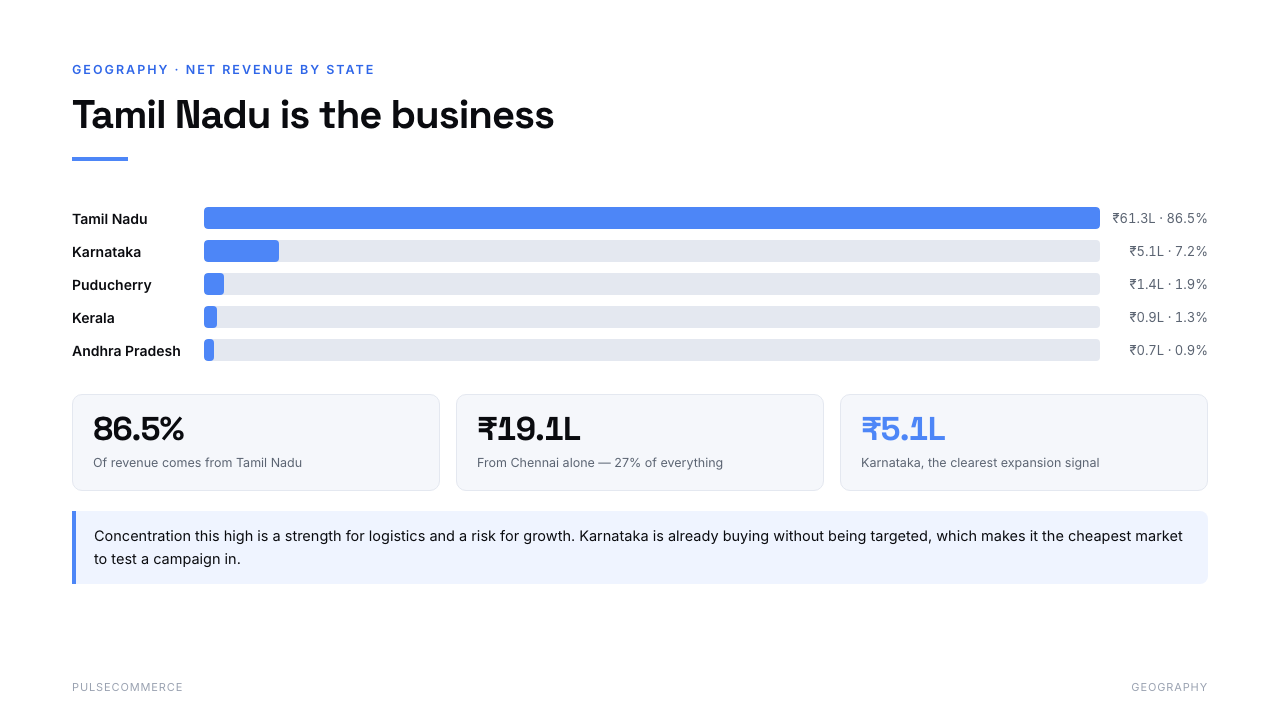 GEOGRAPHY · NET REVENUE BY STATE
Tamil Nadu is the business
Tamil Nadu ₹61.3L · 86.5%
Karnataka ₹5.1L · 7.2%
Puducherry ₹1.4L · 1.9%
Kerala ₹0.9L · 1.3%
Andhra Pradesh ₹0.7L · 0.9%
86.5%
Of revenue comes from Tamil Nadu
₹19.1L
From Chennai alone — 27% of everything
₹5.1L
Karnataka, the clearest expansion signal
Concentration this high is a strength for logistics and a risk for growth. Karnataka is already buying without being targeted, which makes it the cheapest market
to test a campaign in.
PULSECOMMERCE
GEOGRAPHY